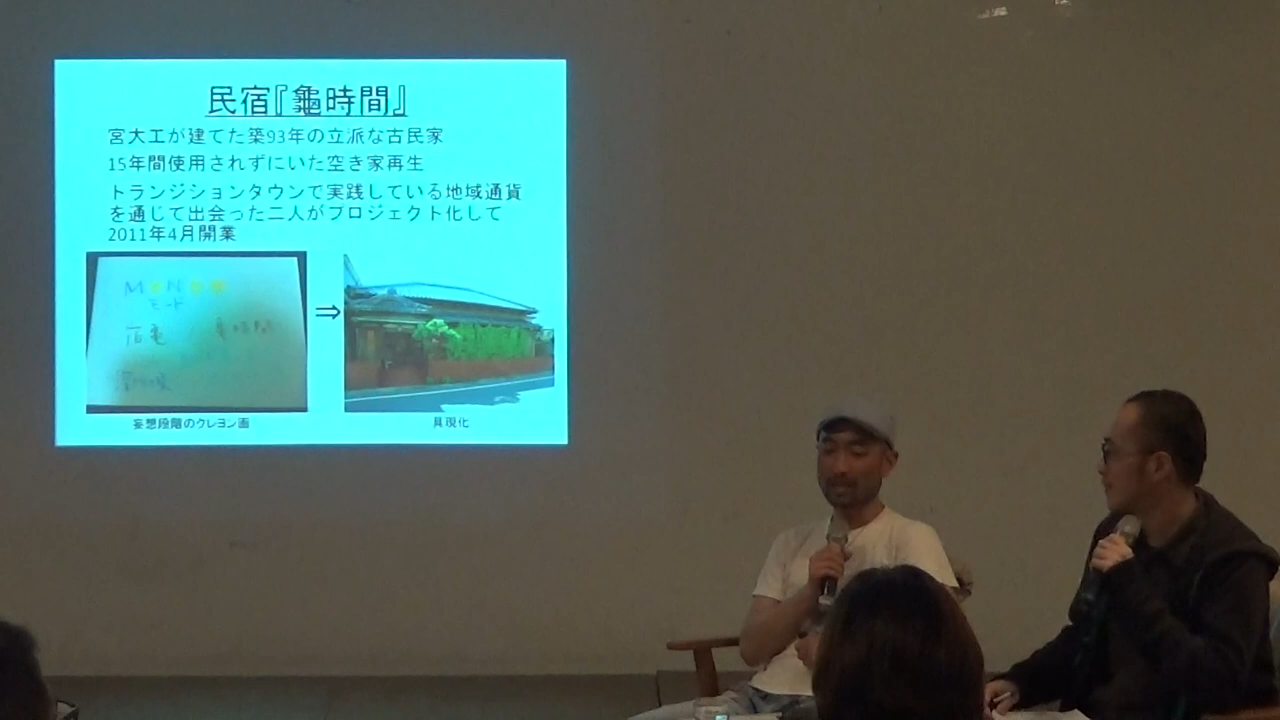 民宿『龜時間』
宮大工が建てた築93年の立派な古民家
15年間使用されずにいた空き家再生
トランジションタウンで実践している地域通貨
を通じて出会った二人がプロジェクト化して
2011年4月開業
モード
⇒
妄想段階のクレヨン画
具現化